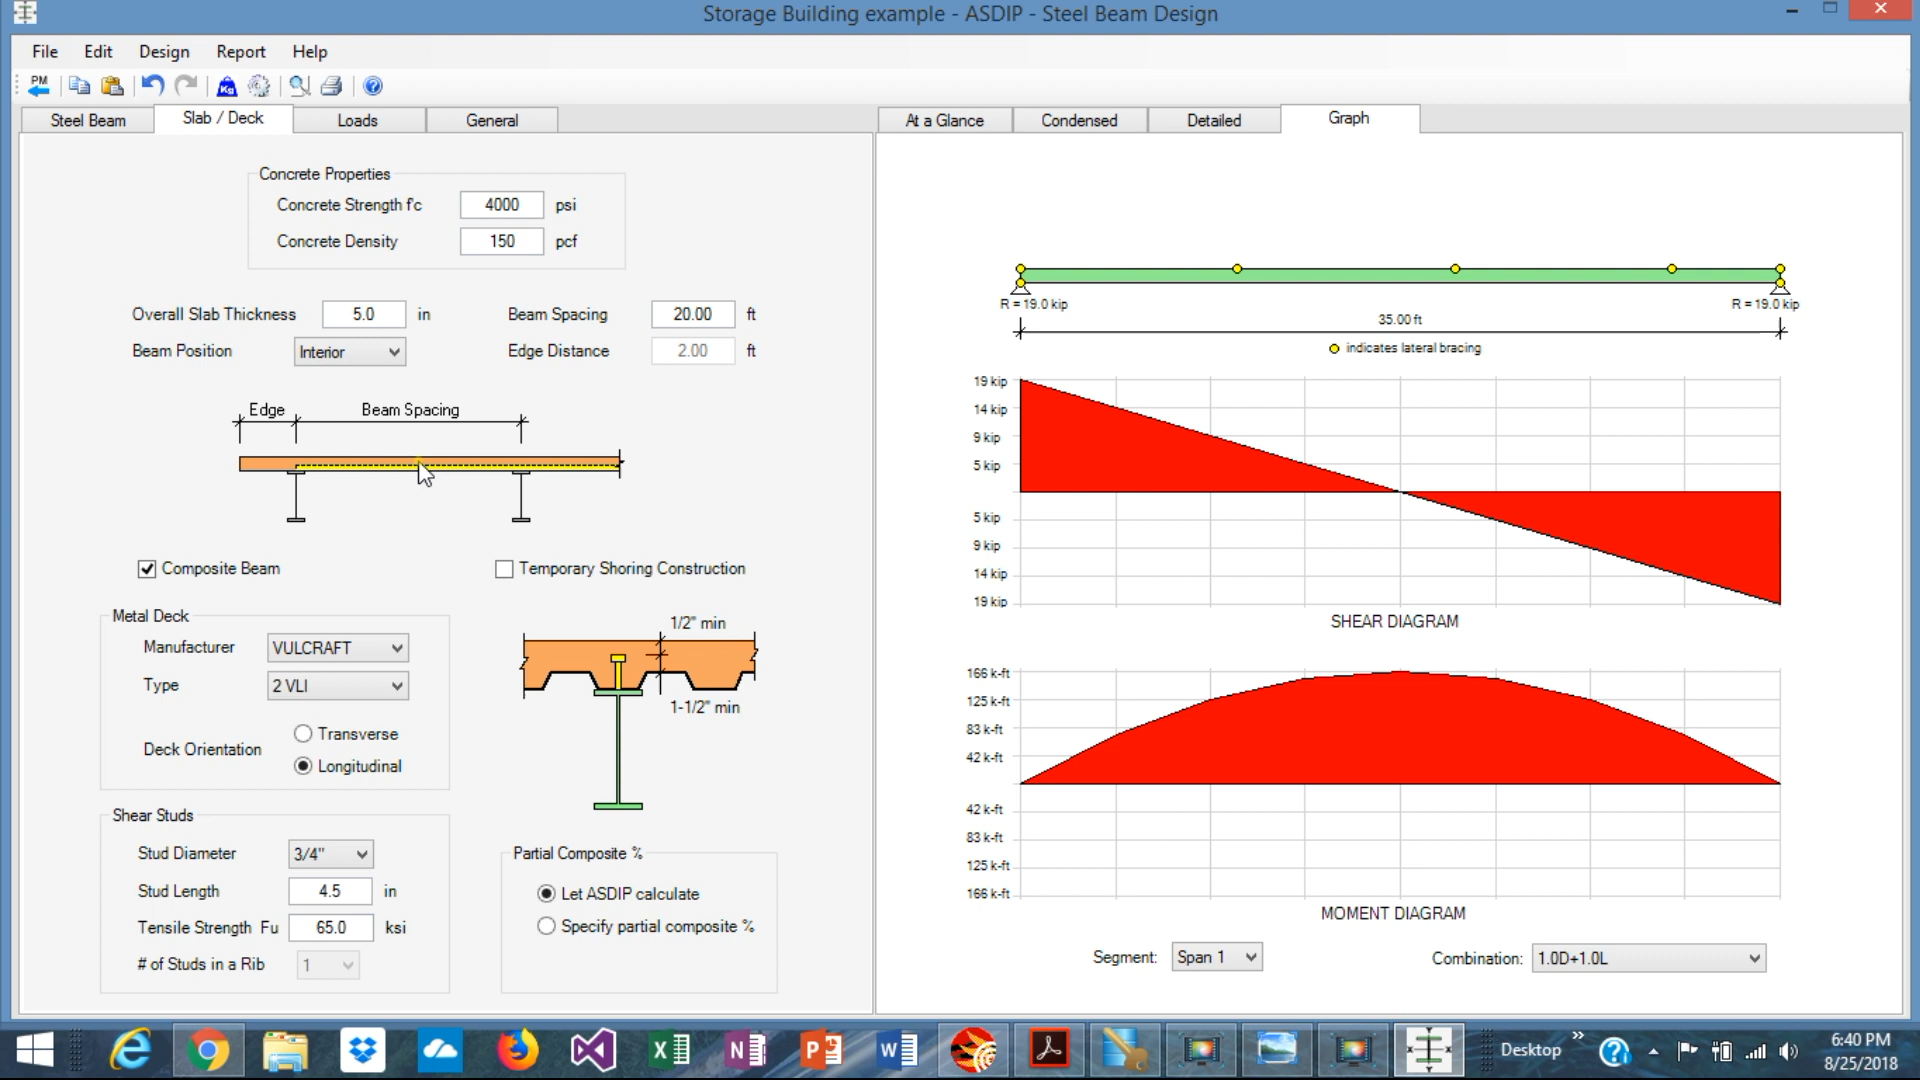 Storage Building example - ASDIP - Steel Beam Design
File Edit Design Report Help
PM Kg
Steel Beam Slab / Deck Loads General
At a Glance Condensed Detailed Graph
Concrete Properties
Concrete Strength f'c 4000 psi
Concrete Density 150 pcf
Overall Slab Thickness 5.0 in Beam Spacing 20.00 ft
Beam Position Interior Edge Distance 2.00 ft
Edge Beam Spacing
Composite Beam Temporary Shoring Construction
Metal Deck
Manufacturer VULCRAFT
Type 2 VLI
Deck Orientation
Transverse
Longitudinal
1/2" min
1-1/2" min
Shear Studs
Stud Diameter 3/4"
Stud Length 4.5 in
Tensile Strength Fu 65.0 ksi
# of Studs in a Rib 1
Partial Composite %
Let ASDIP calculate
Specify partial composite %
R = 19.0 kip R = 19.0 kip
35.00 ft
indicates lateral bracing
19 kip
14 kip
9 kip
5 kip
5 kip
9 kip
14 kip
19 kip
SHEAR DIAGRAM
166 k-ft
125 k-ft
83 k-ft
42 k-ft
42 k-ft
83 k-ft
125 k-ft
166 k-ft
MOMENT DIAGRAM
Segment: Span 1 Combination: 1.0D+1.0L
Desktop
6:40 PM
8/25/2018